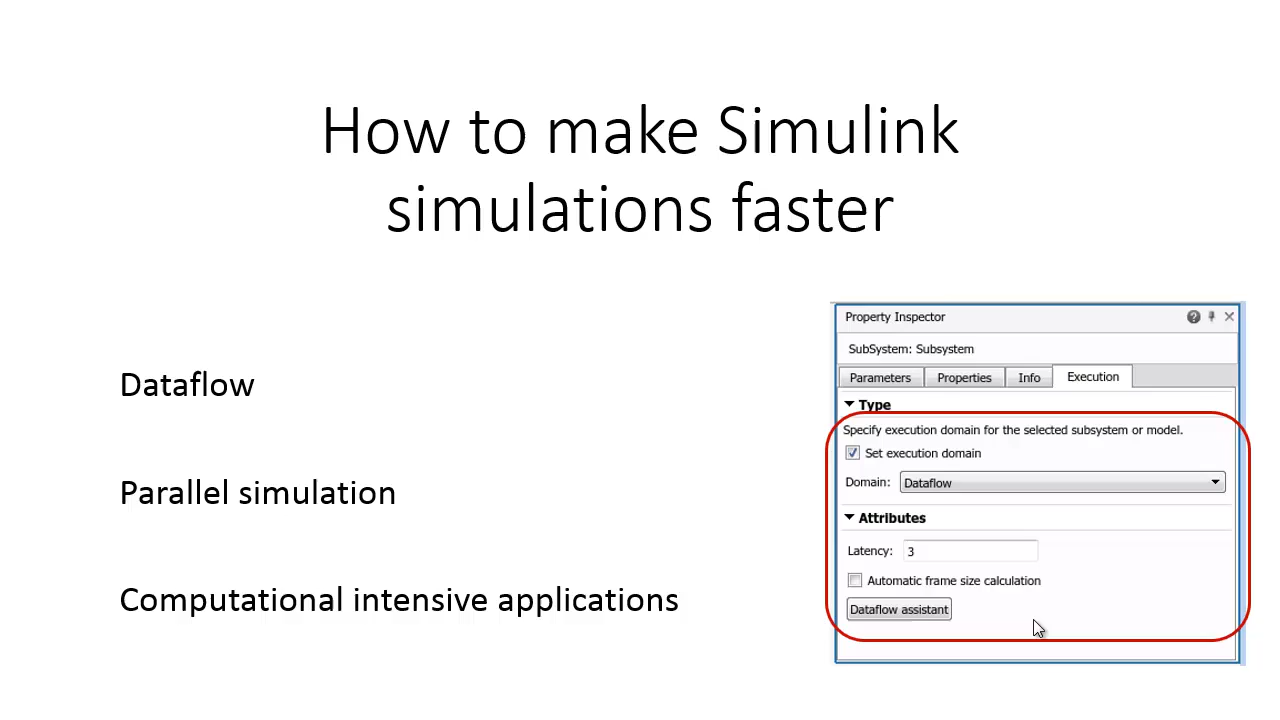 How to make Simulink
simulations faster
Dataflow
Parallel simulation
Computational intensive applications
Property Inspector
SubSystem: Subsystem
Parameters Properties Info Execution
Type
Specify execution domain for the selected subsystem or model.
Set execution domain
Domain: Dataflow
Attributes
Latency: 3
Automatic frame size calculation
Dataflow assistant